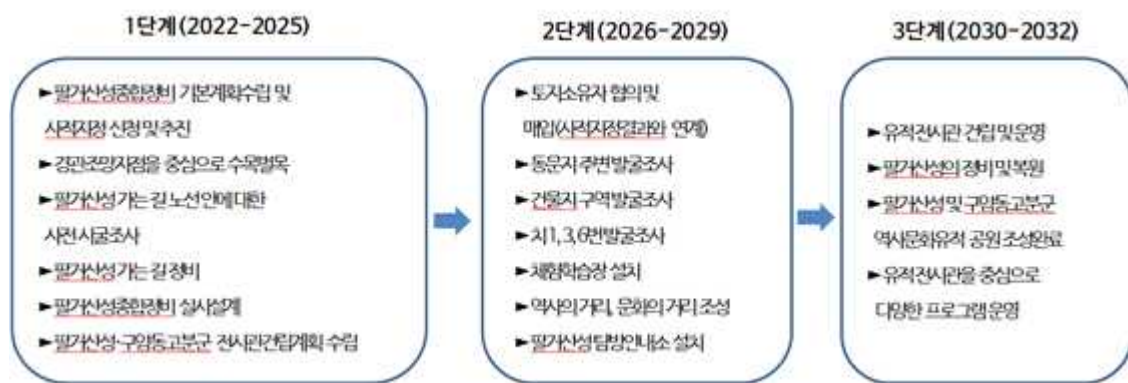 1단계(2022-2025)
►팔거산성종합정비 기본계획수립 및
사적지정 신청 및 추진
►경관조망지점을 중심으로 수목벌목
►팔거산성 가는 길 노선 안에 대한
사전 시굴조사
►팔거산성 가는 길 정비
►팔거산성종합정비 실시설계
►팔거산성·구암동고분군 전시관건립계획 수립
2단계(2026-2029)
►토지소유자 협의 및
매입(사적지정결과와 연계)
►동문지 주변 발굴조사
►건물지 구역 발굴조사
►치1, 3, 6번 발굴조사
►체험학습장 설치
►역사의 거리, 문화의 거리 조성
►팔거산성 탐방안내소 설치
3단계(2030-2032)
►유적전시관 건립 및 운영
►팔거산성의 정비 및 복원
►팔거산성 및 구암동고분군
역사문화유적 공원 조성완료
►유적전시관을 중심으로
다양한 프로그램 운영